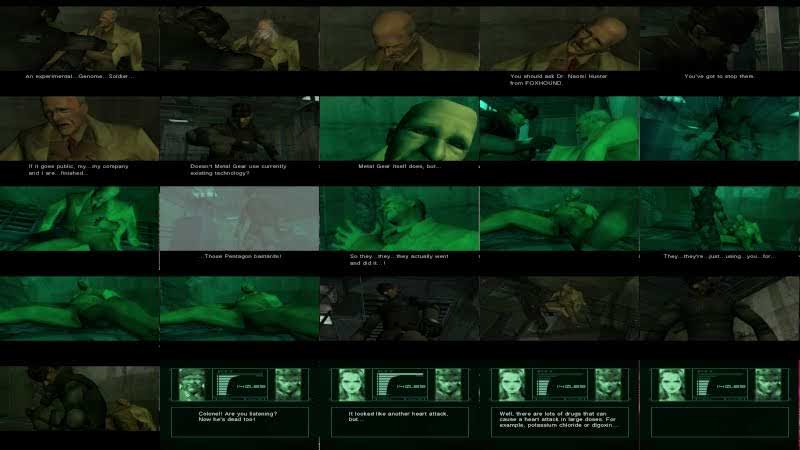 An experimental...Genome...Soldier...
You should ask Dr. Naomi Hunter
from FOXHOUND.
You've got to stop them.
If it goes public, my...my company
and I are...finished...
Doesn't Metal Gear use currently
existing technology?
Metal Gear itself does, but...
...Those Pentagon bastards!
So they...they...they actually went
and did it...!
They...they're...just...using...you...for...
Colonel! Are you listening?
Now he's dead too!
It looked like another heart attack,
but...
Well, there are lots of drugs that can
cause a heart attack in large doses. For
example, potassium chloride or digoxin...